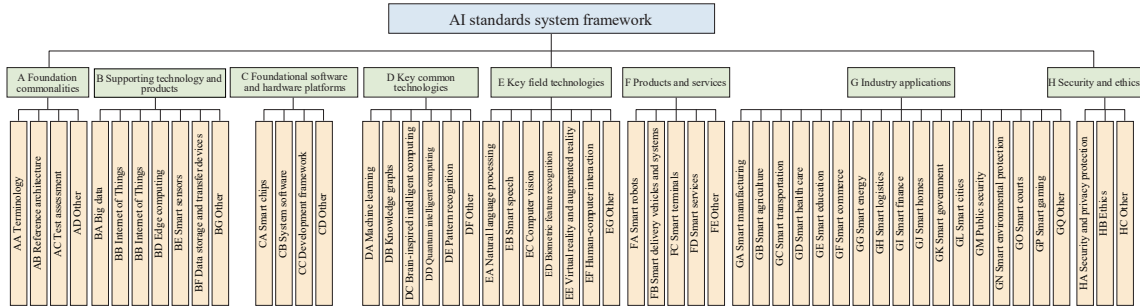 AI standards system framework
A Foundation
commonalities
B Supporting technology and
products
C Foundational software
and hardware platforms
D Key common
technologies
E Key field technologies
F Products and services
G Industry applications
H Security and ethics
AA Terminology
AB Reference architecture
AC Test assessment
AD Other
BA Big data
BB Internet of Things
BB Internet of Things
BD Edge computing
BE Smart sensors
BF Data storage and transfer devices
BG Other
CA Smart chips
CB System software
CC Development framework
CD Other
DA Machine learning
DB Knowledge graphs
DC Brain-inspired intelligent computing
DD Quantum intelligent computing
DE Pattern recognition
DF Other
EA Natural language processing
EB Smart speech
EC Computer vision
ED Biometric feature recognition
EE Virtual reality and augmented reality
EF Human-computer interaction
EG Other
FA Smart robots
FB Smart delivery vehicles and systems
FC Smart terminals
FD Smart services
FE Other
GA Smart manufacturing
GB Smart agriculture
GC Smart transportation
GD Smart health care
GE Smart education
GF Smart commerce
GG Smart energy
GH Smart logistics
GI Smart finance
GJ Smart homes
GK Smart government
GL Smart cities
GM Public security
GN Smart environmental protection
GO Smart courts
GP Smart gaming
GQ Other
HA Security and privacy protection
HB Ethics
HC Other